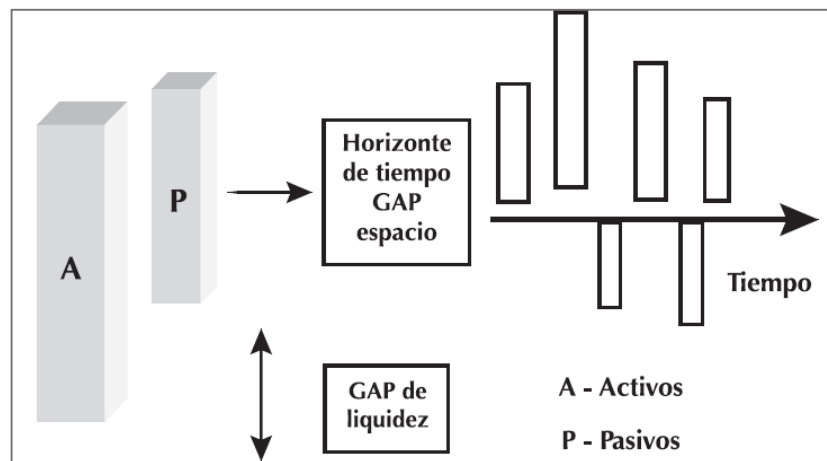 A
P
Horizonte
de tiempo
GAP
espacio
Tiempo
GAP de
liquidez
A - Activos
P - Pasivos